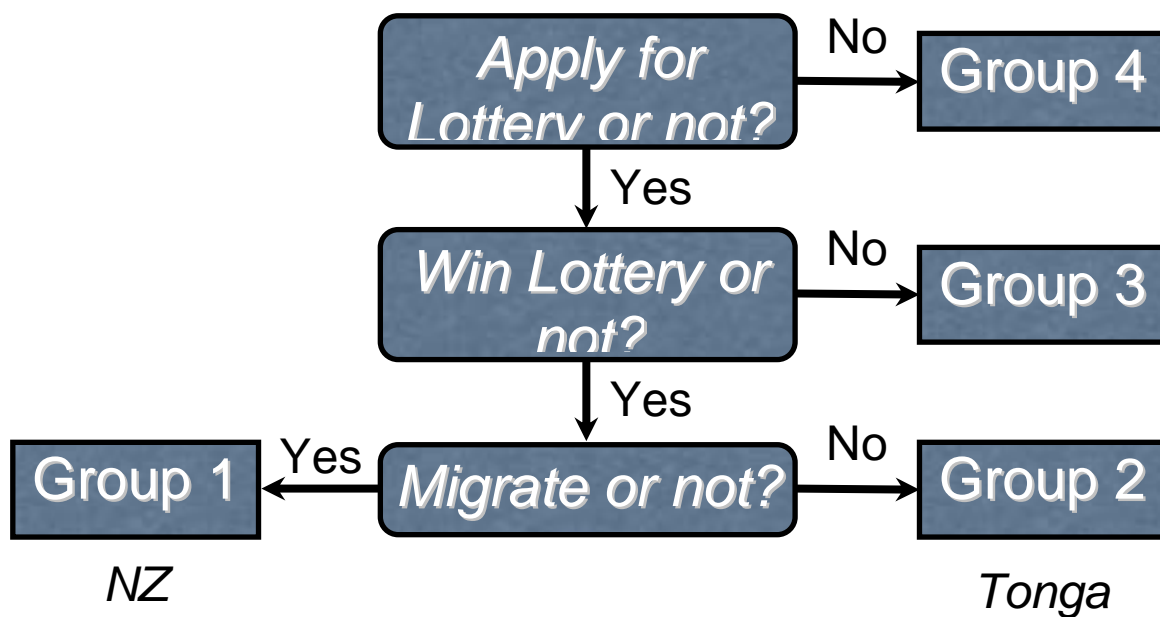 Apply for
Lottery or not?
No
Group 4
Yes
Win Lottery or
not?
No
Group 3
Yes
Group 1
Yes
Migrate or not?
No
Group 2
NZ
Tonga